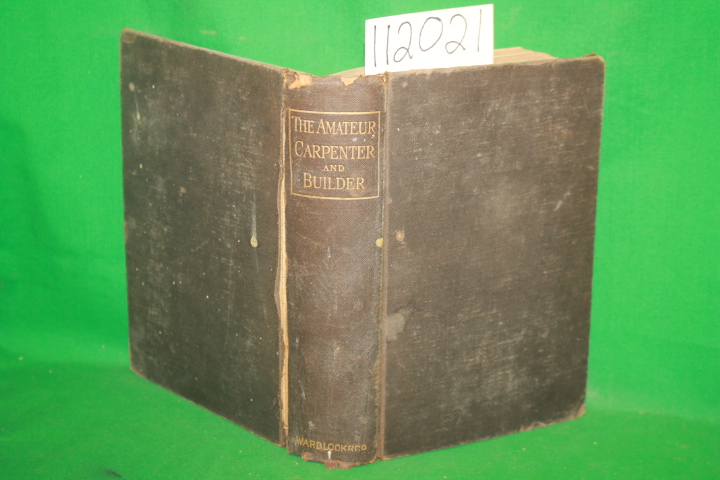 112021
THE AMATEUR
CARPENTER
AND
BUILDER
WARD LOCK & CO